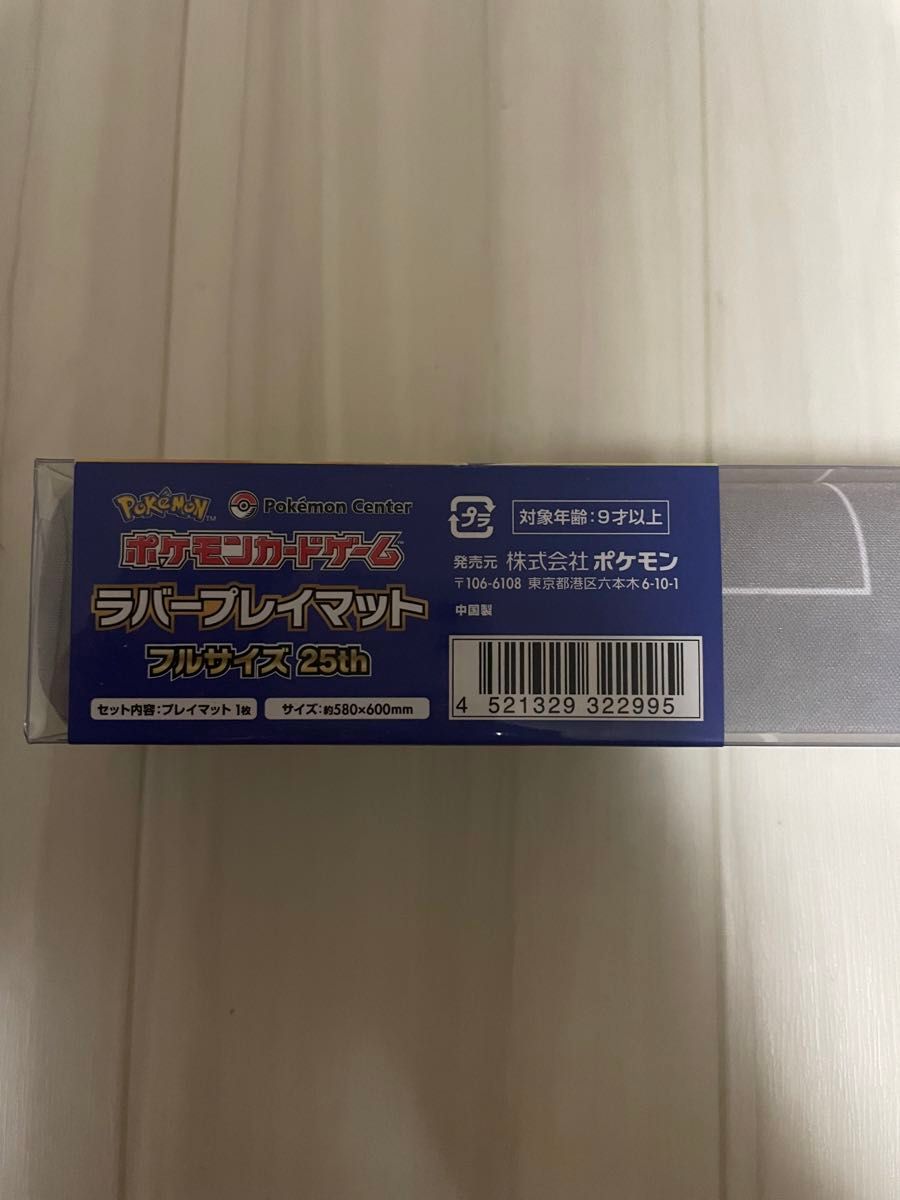 POKéMON™
Pokémon Center
ポケモンカードゲーム™
ラバープレイマット
フルサイズ 25th
セット内容：プレイマット 1枚
サイズ：約580×600mm
プラ
対象年齢：9才以上
発売元 株式会社 ポケモン
〒106-6108 東京都港区六本木6-10-1
中国製
4 521329 322995